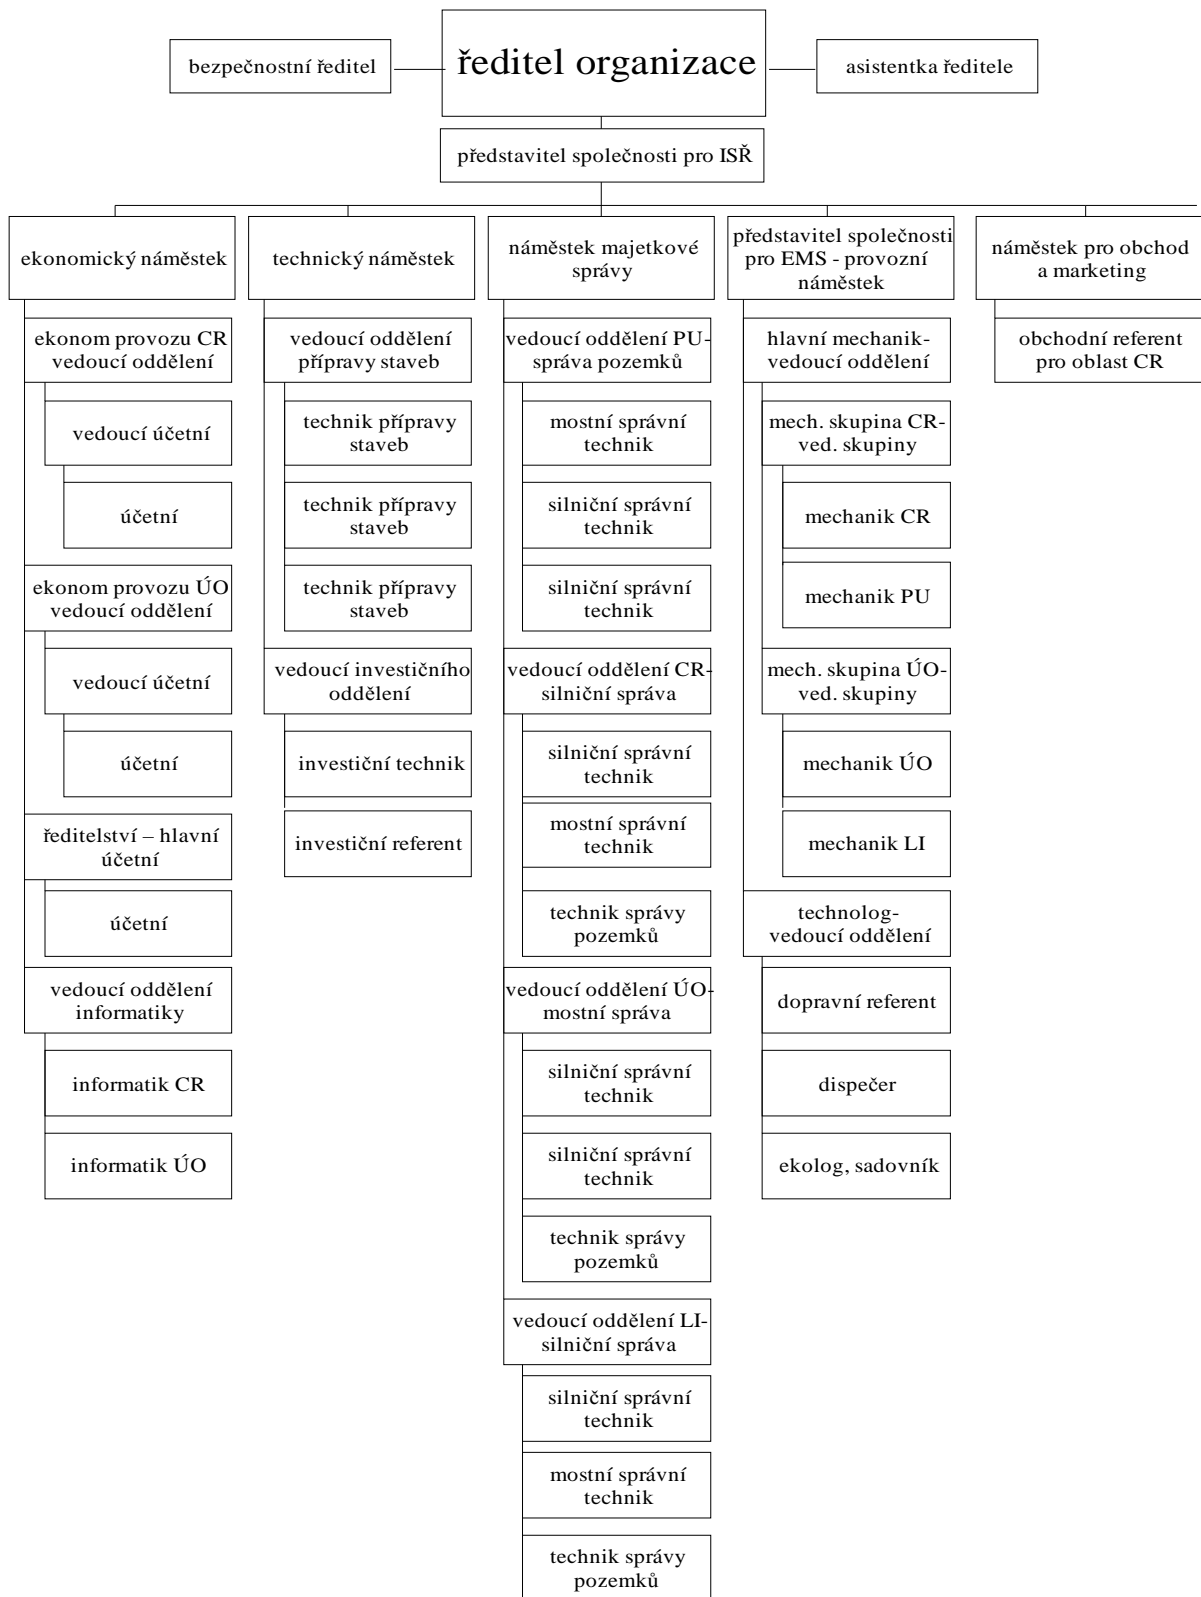 bezpečnostní ředitel
ředitel organizace
asistentka ředitele
představitel společnosti pro ISŘ
ekonomický náměstek
technický náměstek
náměstek majetkové
správy
představitel společnosti
pro EMS - provozní
náměstek
náměstek pro obchod
a marketing
ekonom provozu CR
vedoucí oddělení
vedoucí účetní
účetní
ekonom provozu ÚO
vedoucí oddělení
vedoucí účetní
účetní
ředitelství – hlavní
účetní
účetní
vedoucí oddělení
informatiky
informatik CR
informatik ÚO
vedoucí oddělení
přípravy staveb
technik přípravy
staveb
technik přípravy
staveb
technik přípravy
staveb
vedoucí investičního
oddělení
investiční technik
investiční referent
vedoucí oddělení PU-
správa pozemků
mostní správní
technik
silniční správní
technik
silniční správní
technik
vedoucí oddělení CR-
silniční správa
silniční správní
technik
mostní správní
technik
technik správy
pozemků
vedoucí oddělení ÚO-
mostní správa
silniční správní
technik
silniční správní
technik
technik správy
pozemků
vedoucí oddělení LI-
silniční správa
silniční správní
technik
mostní správní
technik
technik správy
pozemků
hlavní mechanik-
vedoucí oddělení
mech. skupina CR-
ved. skupiny
mechanik CR
mechanik PU
mech. skupina ÚO-
ved. skupiny
mechanik ÚO
mechanik LI
technolog-
vedoucí oddělení
dopravní referent
dispečer
ekolog, sadovník
obchodní referent
pro oblast CR